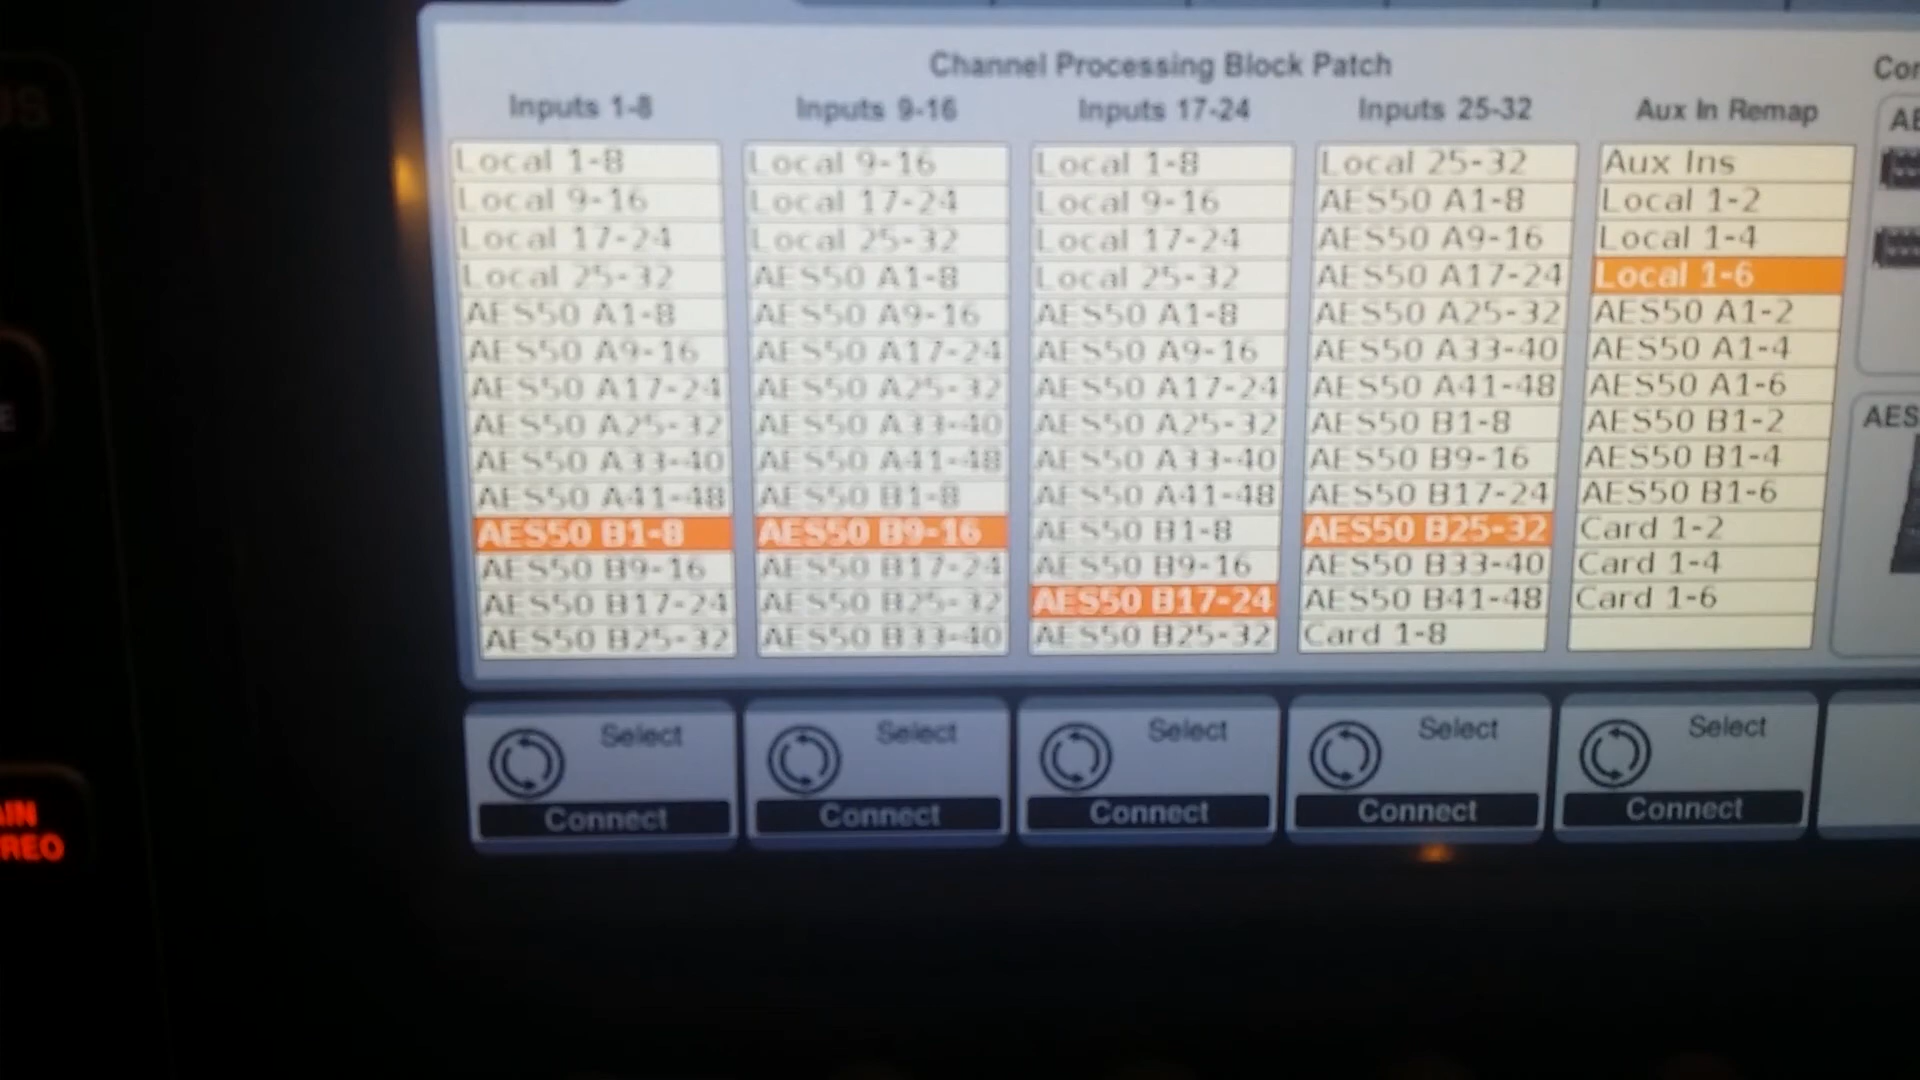 Channel Processing Block Patch
Inputs 1-8
Local 1-8
Local 9-16
Local 17-24
Local 25-32
AES50 A1-8
AES50 A9-16
AES50 A17-24
AES50 A25-32
AES50 A33-40
AES50 A41-48
AES50 B1-8
AES50 B9-16
AES50 B17-24
AES50 B25-32
Inputs 9-16
Local 9-16
Local 17-24
Local 25-32
AES50 A1-8
AES50 A9-16
AES50 A17-24
AES50 A25-32
AES50 A33-40
AES50 A41-48
AES50 B1-8
AES50 B9-16
AES50 B17-24
AES50 B25-32
AES50 B33-40
Inputs 17-24
Local 1-8
Local 9-16
Local 17-24
Local 25-32
AES50 A1-8
AES50 A9-16
AES50 A17-24
AES50 A25-32
AES50 A33-40
AES50 A41-48
AES50 B1-8
AES50 B9-16
AES50 B17-24
AES50 B25-32
Inputs 25-32
Local 25-32
AES50 A1-8
AES50 A9-16
AES50 A17-24
AES50 A25-32
AES50 A33-40
AES50 A41-48
AES50 B1-8
AES50 B9-16
AES50 B17-24
AES50 B25-32
AES50 B33-40
AES50 B41-48
Card 1-8
Aux In Remap
Aux Ins
Local 1-2
Local 1-4
Local 1-6
AES50 A1-2
AES50 A1-4
AES50 A1-6
AES50 B1-2
AES50 B1-4
AES50 B1-6
Card 1-2
Card 1-4
Card 1-6
Con
AE
AES
Select
Connect
Select
Connect
Select
Connect
Select
Connect
Select
Connect
AIN
REO